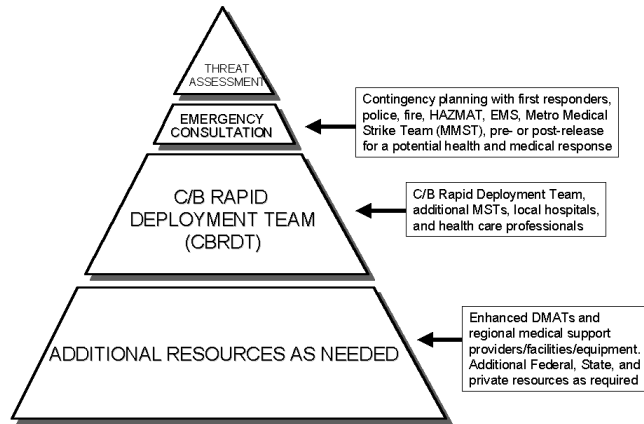 THREAT
ASSESSMENT
EMERGENCY
CONSULTATION
Contingency planning with first responders,
police, fire, HAZMAT, EMS, Metro Medical
Strike Team (MMST), pre- or post-release
for a potential health and medical response
C/B RAPID
DEPLOYMENT TEAM
(CBRDT)
C/B Rapid Deployment Team,
additional MSTs, local hospitals,
and health care professionals
ADDITIONAL RESOURCES AS NEEDED
Enhanced DMATs and
regional medical support
providers/facilities/equipment.
Additional Federal, State, and
private resources as required